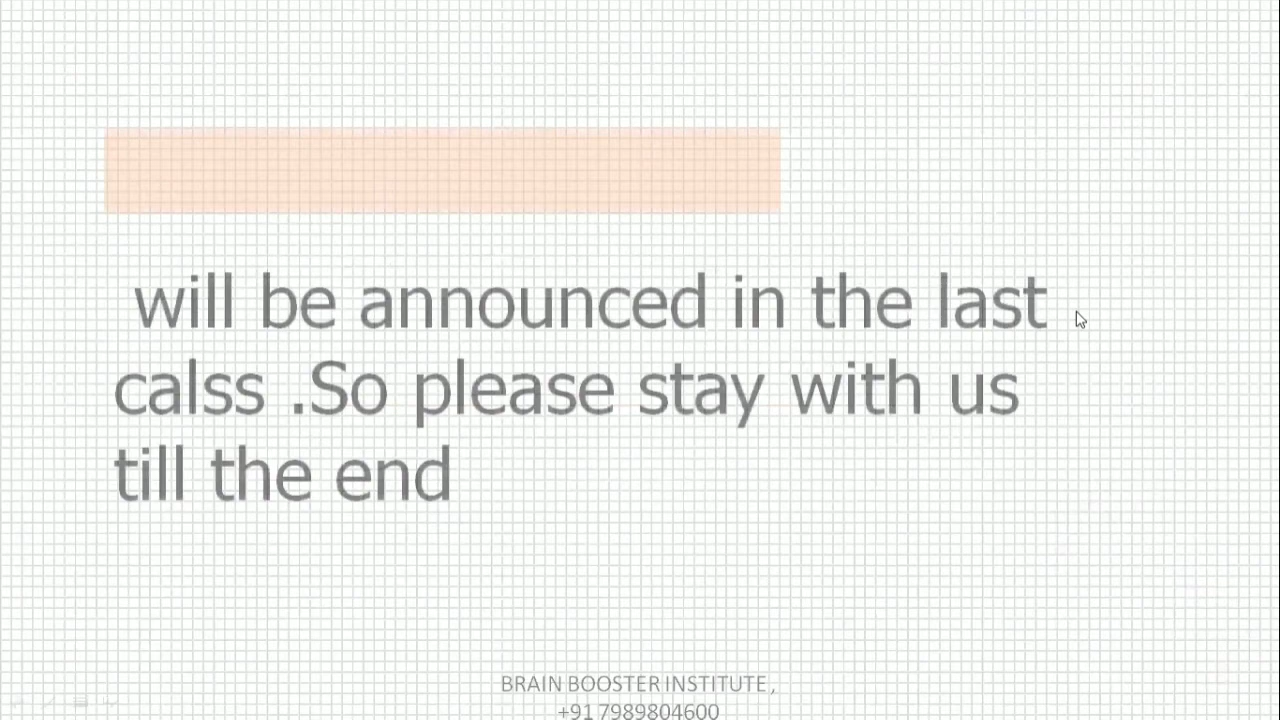 will be announced in the last
calss .So please stay with us
till the end
BRAIN BOOSTER INSTITUTE ,
+91 7989804600